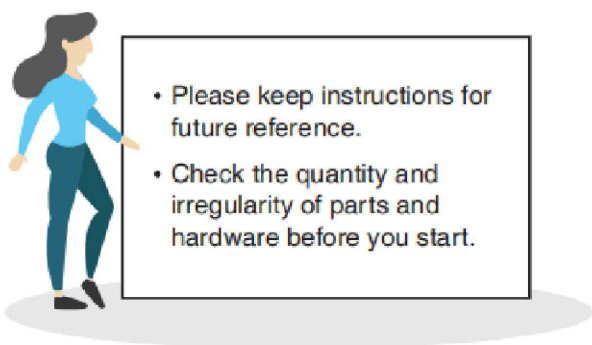 • Please keep instructions for
future reference.
• Check the quantity and
irregularity of parts and
hardware before you start.